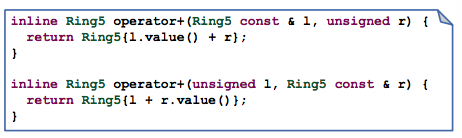 inline Ring5 operator+(Ring5 const & l, unsigned r) {
  return Ring5{l.value() + r};
}
inline Ring5 operator+(unsigned l, Ring5 const & r) {
  return Ring5{l + r.value()};
}